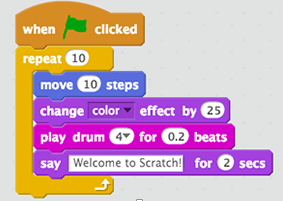 when clicked
repeat 10
move 10 steps
change color effect by 25
play drum 4 for 0.2 beats
say Welcome to Scratch! for 2 secs